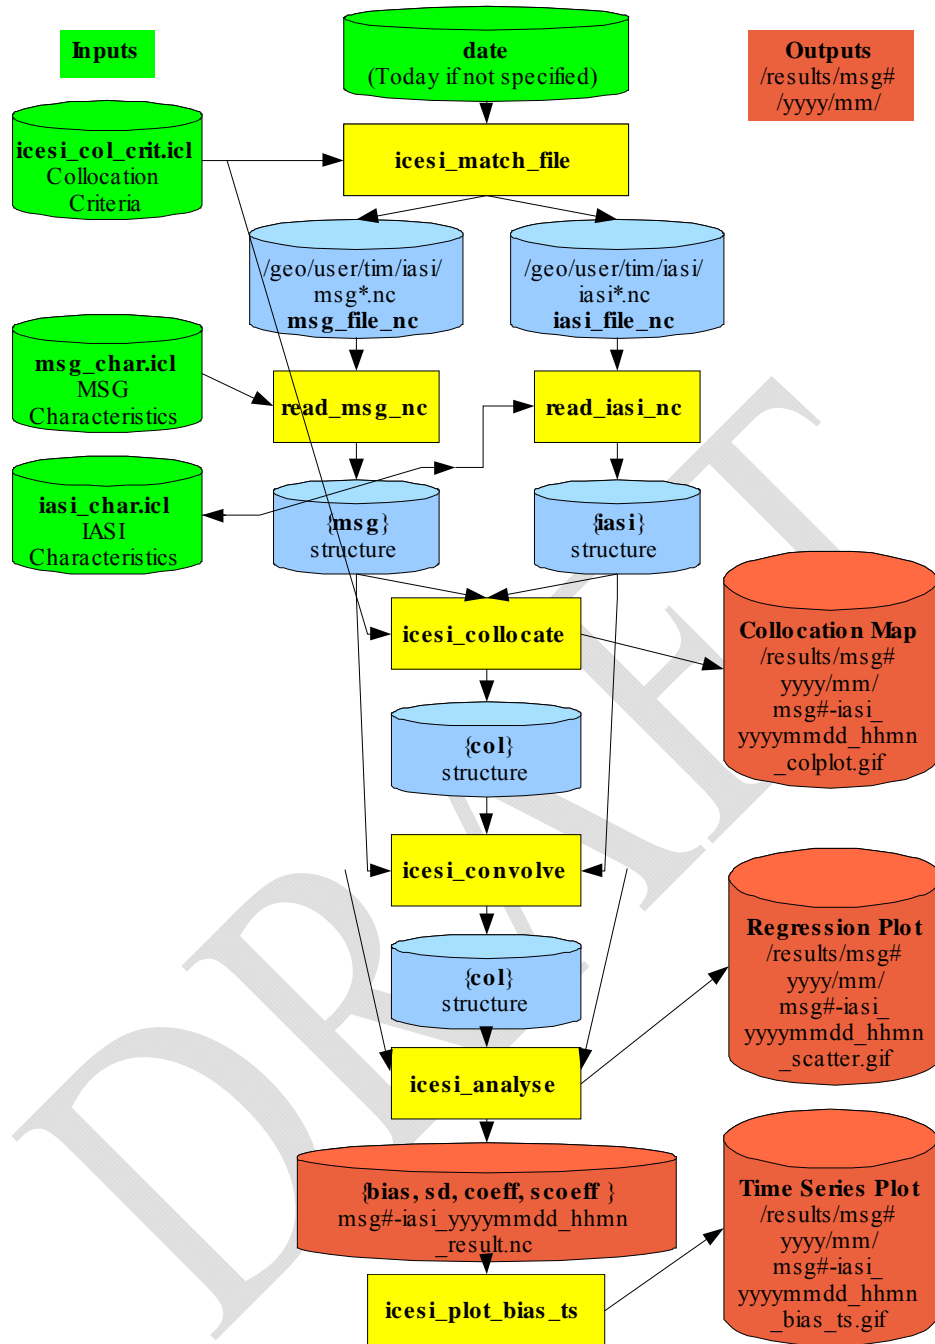 Inputs
date
(Today if not specified)
Outputs
/results/msg#
/yyyy/mm/
icesi_col_crit.icl
Collocation
Criteria
icesi_match_file
/geo/user/tim/iasi/
msg*.nc
msg_file_nc
/geo/user/tim/iasi/
iasi*.nc
iasi_file_nc
msg_char.icl
MSG
Characteristics
read_msg_nc
read_iasi_nc
iasi_char.icl
IASI
Characteristics
{msg}
structure
{iasi}
structure
icesi_collocate
Collocation Map
/results/msg#
yyyy/mm/
msg#-iasi_
yyyymmdd_hhmn
_colplot.gif
{col}
structure
icesi_convolve
{col}
structure
Regression Plot
/results/msg#
yyyy/mm/
msg#-iasi_
yyyymmdd_hhmn
_scatter.gif
icesi_analyse
{bias, sd, coeff, scoeff }
msg#-iasi_yyyymmdd_hhmn
_result.nc
Time Series Plot
/results/msg#
yyyy/mm/
msg#-iasi_
yyyymmdd_hhmn
_bias_ts.gif
icesi_plot_bias_ts
DRAFT